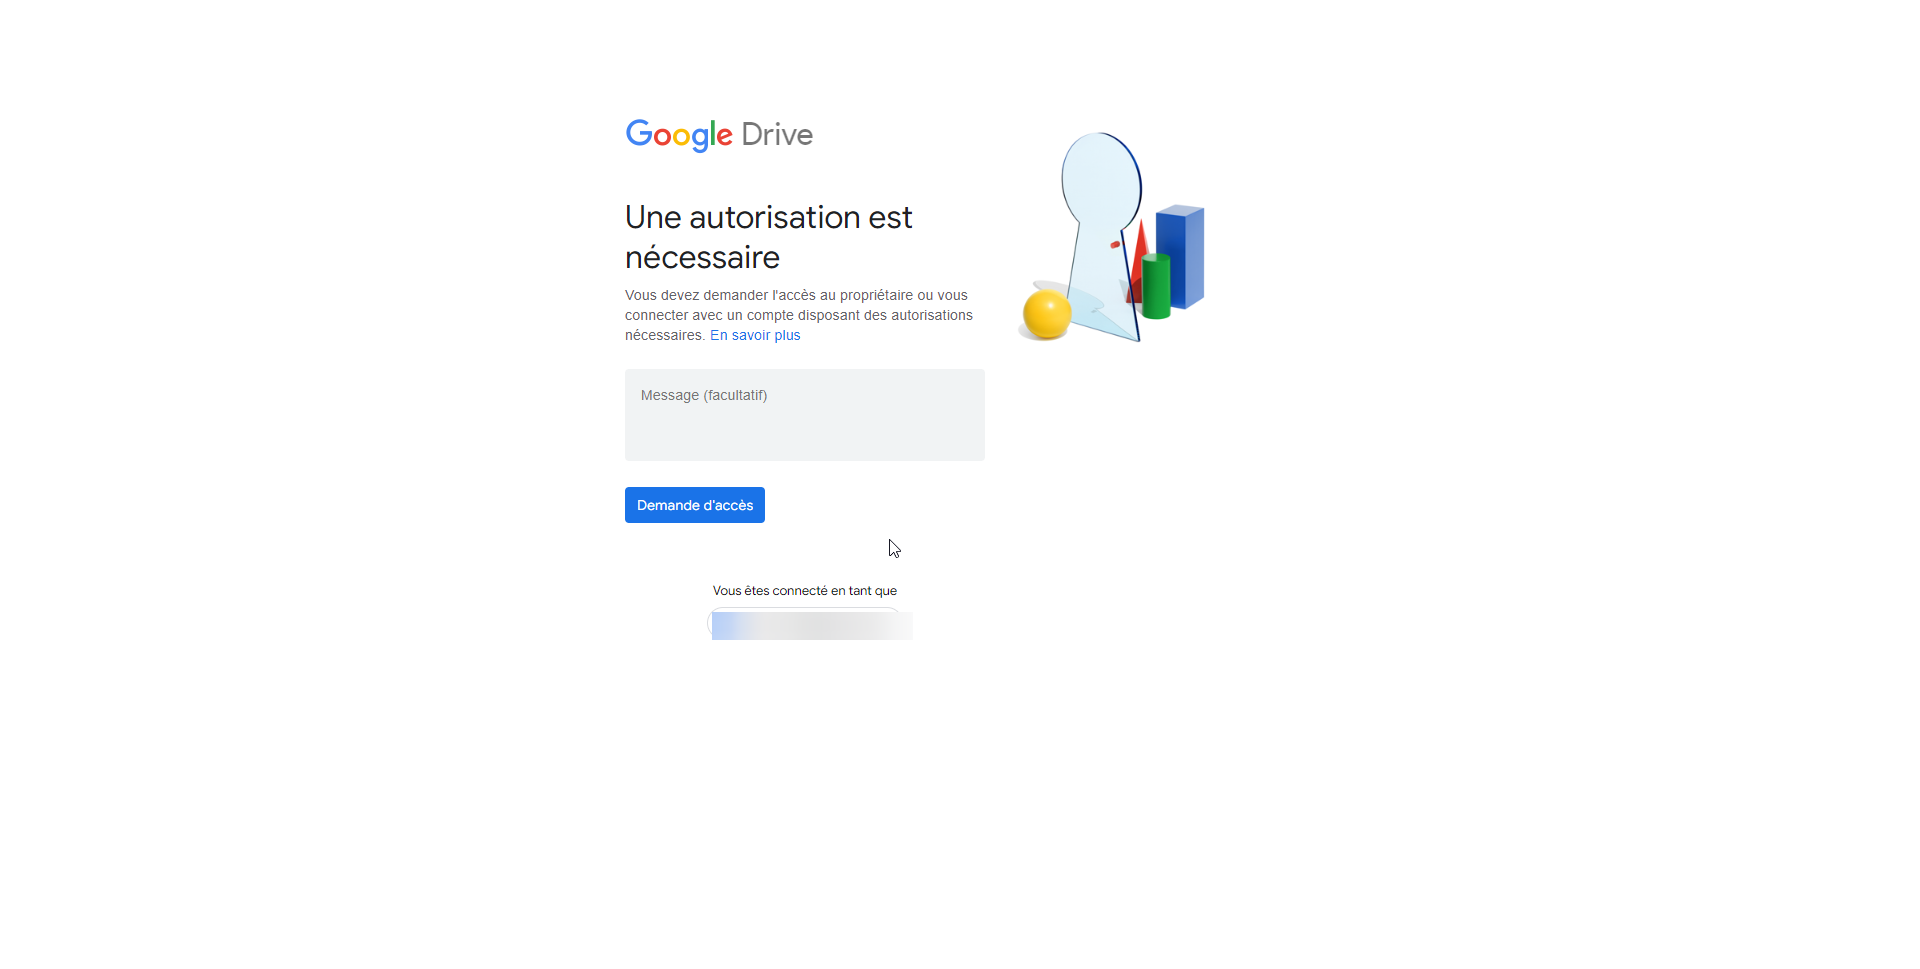 Google Drive
Une autorisation est
nécessaire
Vous devez demander l'accès au propriétaire ou vous
connecter avec un compte disposant des autorisations
nécessaires. En savoir plus
Message (facultatif)
Demande d'accès
Vous êtes connecté en tant que